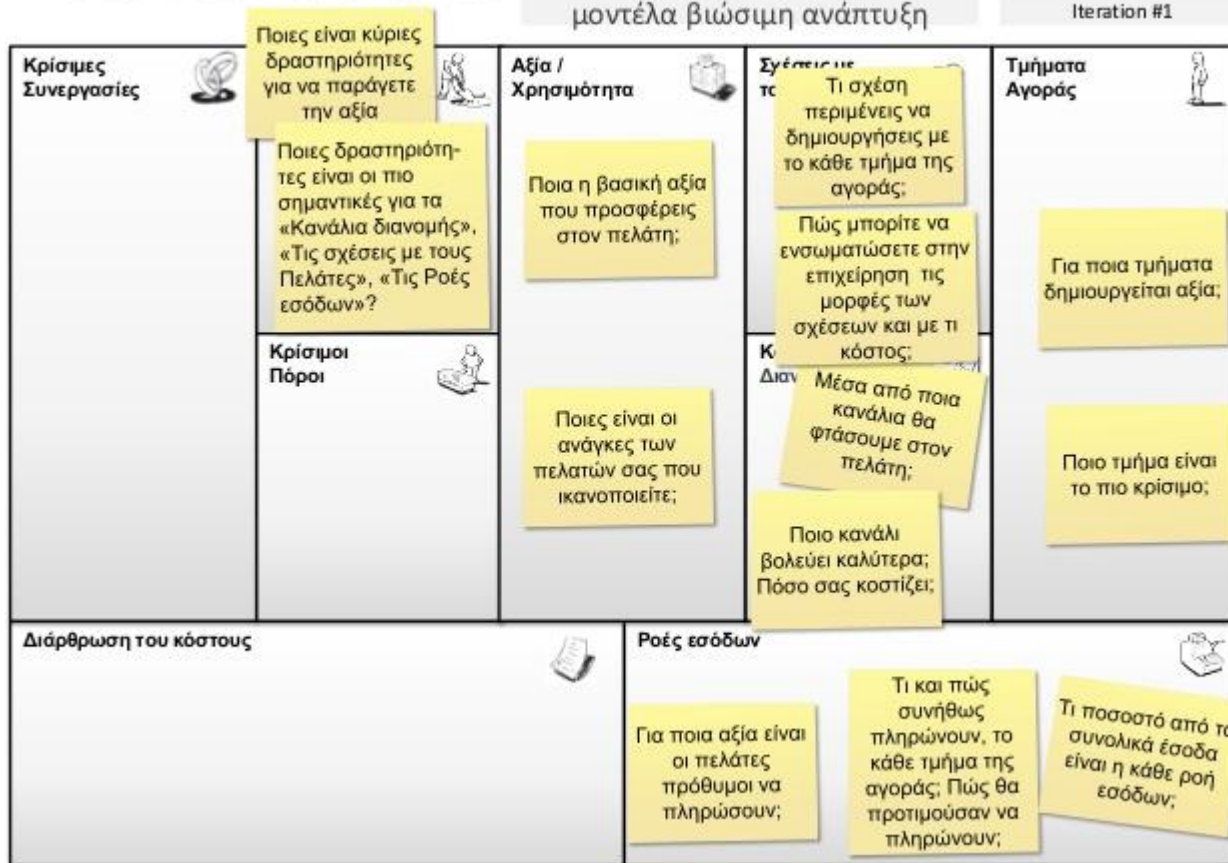 μοντέλα βιώσιμη ανάπτυξη
Iteration #1
Κρίσιμες
Συνεργασίες
Ποιες είναι κύριες
δραστηριότητες
για να παράγετε
την αξία
Ποιες δραστηριότη-
τες είναι οι πιο
σημαντικές για τα
«Κανάλια διανομής»,
«Τις σχέσεις με τους
Πελάτες», «Τις Ροές
εσόδων»?
Κρίσιμοι
Πόροι
Αξία /
Χρησιμότητα
Ποια η βασική αξία
που προσφέρεις
στον πελάτη;
Ποιες είναι οι
ανάγκες των
πελατών σας που
ικανοποιείτε;
Σχέσεις με
Τι σχέση
περιμένεις να
δημιουργήσεις με
το κάθε τμήμα της
αγοράς;
Πώς μπορίτε να
ενσωματώσετε στην
επιχείρηση τις
μορφές των
σχέσεων και με τι
κόστος;
Μέσα από ποια
κανάλια θα
φτάσουμε στον
πελάτη;
Ποιο κανάλι
βολεύει καλύτερα;
Πόσο σας κοστίζει;
Τμήματα
Αγοράς
Για ποια τμήματα
δημιουργείται αξία;
Ποιο τμήμα είναι
το πιο κρίσιμο;
Διάρθρωση του κόστους
Ροές εσόδων
Για ποια αξία είναι
οι πελάτες
πρόθυμοι να
πληρώσουν;
Τι και πώς
συνήθως
πληρώνουν, το
κάθε τμήμα της
αγοράς; Πώς θα
προτιμούσαν να
πληρώνουν;
Τι ποσοστό από
συνολικά έσοδα
είναι η κάθε ροή
εσόδων;